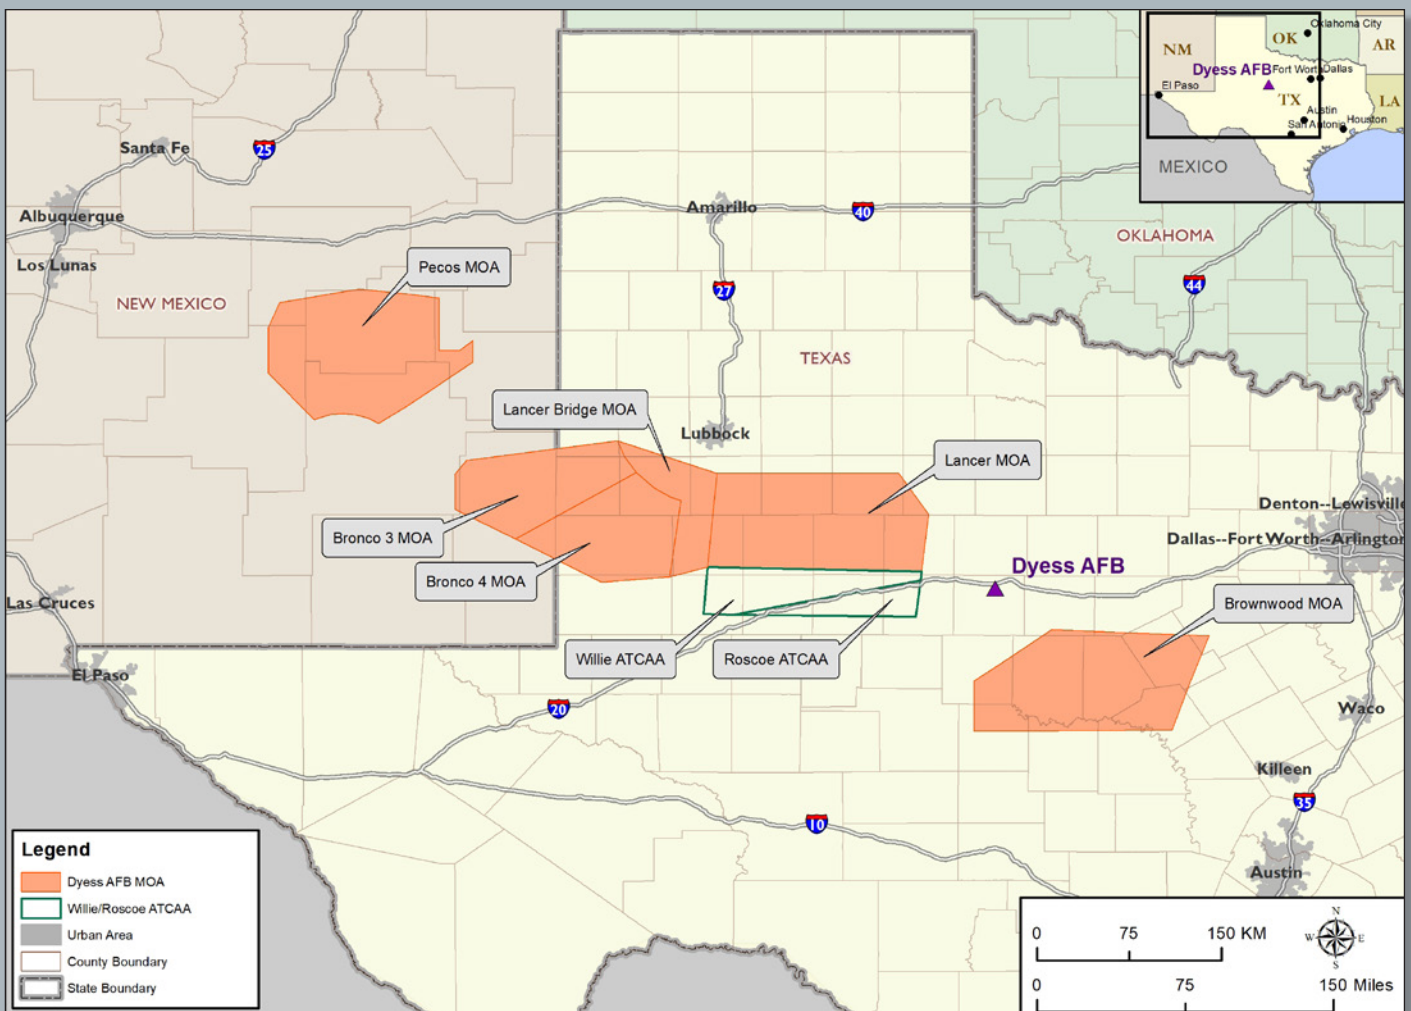 Oklahoma City
OK
AR
NM
Dyess AFB
Fort Worth
Dallas
El Paso
TX
LA
Austin
San Antonio
Houston
MEXICO
Santa Fe
25
Albuquerque
Amarillo
40
Los Lunas
Pecos MOA
OKLAHOMA
NEW MEXICO
27
44
TEXAS
Lancer Bridge MOA
Lubbock
Lancer MOA
Denton--Lewisville
Bronco 3 MOA
Dallas--Fort Worth--Arlington
Dyess AFB
Bronco 4 MOA
Las Cruces
Brownwood MOA
Willie ATCAA
Roscoe ATCAA
El Paso
20
Waco
Killeen
35
10
Austin
Legend
Dyess AFB MOA
Willie/Roscoe ATCAA
Urban Area
County Boundary
State Boundary
N
W
E
S
0 75 150 KM
0 75 150 Miles